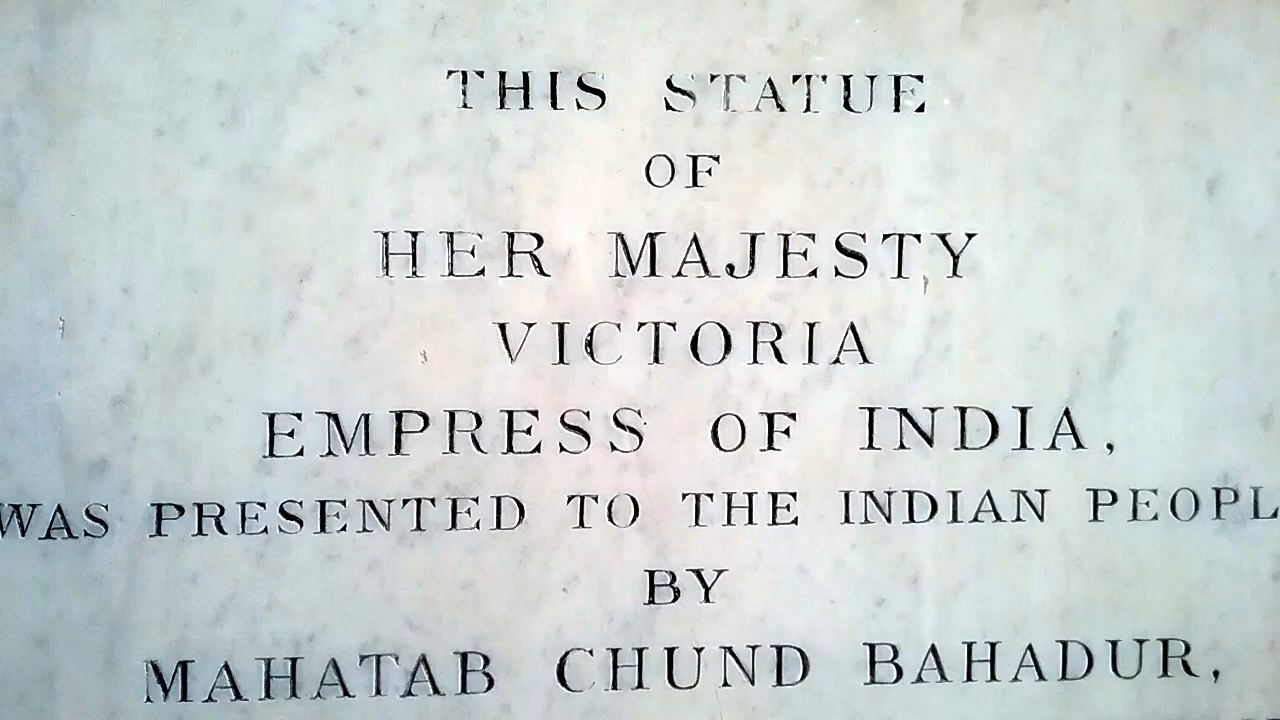 THIS STATUE
OF
HER MAJESTY
VICTORIA
EMPRESS OF INDIA,
WAS PRESENTED TO THE INDIAN PEOPL
BY
MAHATAB CHUND BAHADUR,